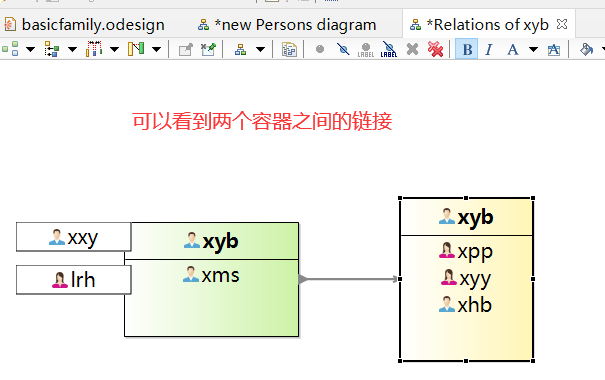 basicfamily.odesign
*new Persons diagram
*Relations of xyb
LABEL
LABEL
B
I
A
A
可以看到两个容器之间的链接
xxy
lrh
xyb
xms
xyb
xpp
xyy
xhb